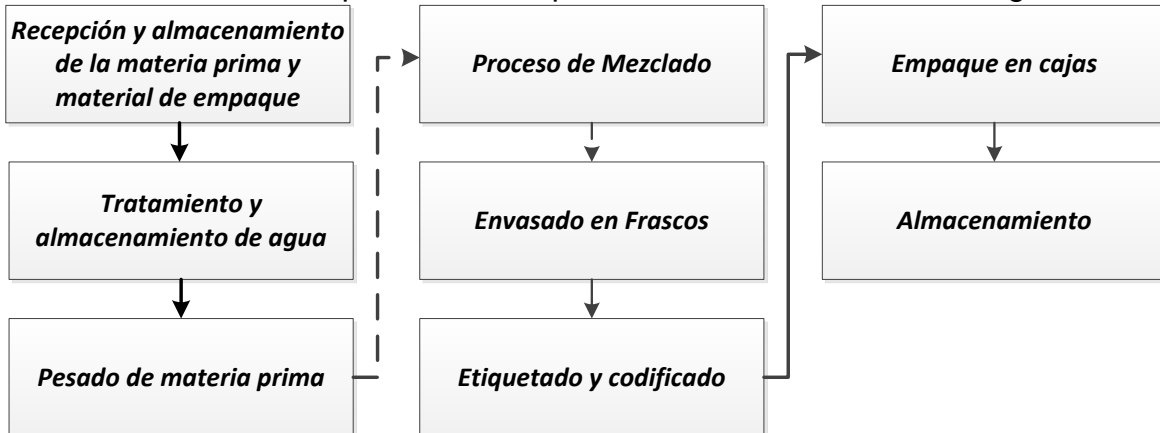 Recepción y almacenamiento
de la materia prima y
material de empaque
Tratamiento y
almacenamiento de agua
Pesado de materia prima
Proceso de Mezclado
Envasado en Frascos
Etiquetado y codificado
Empaque en cajas
Almacenamiento